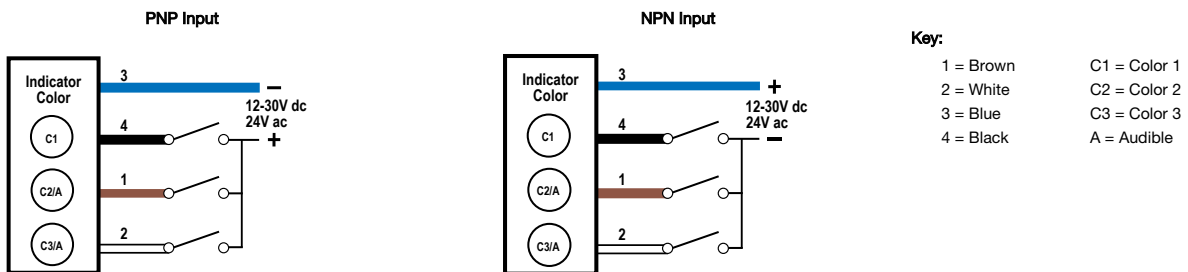 PNP Input
Indicator
Color
3
–
12-30V dc
24V ac
+
4
C1
1
C2/A
2
C3/A
NPN Input
Indicator
Color
3
+
12-30V dc
24V ac
–
4
C1
1
C2/A
2
C3/A
Key:
1 = Brown C1 = Color 1
2 = White C2 = Color 2
3 = Blue C3 = Color 3
4 = Black A = Audible